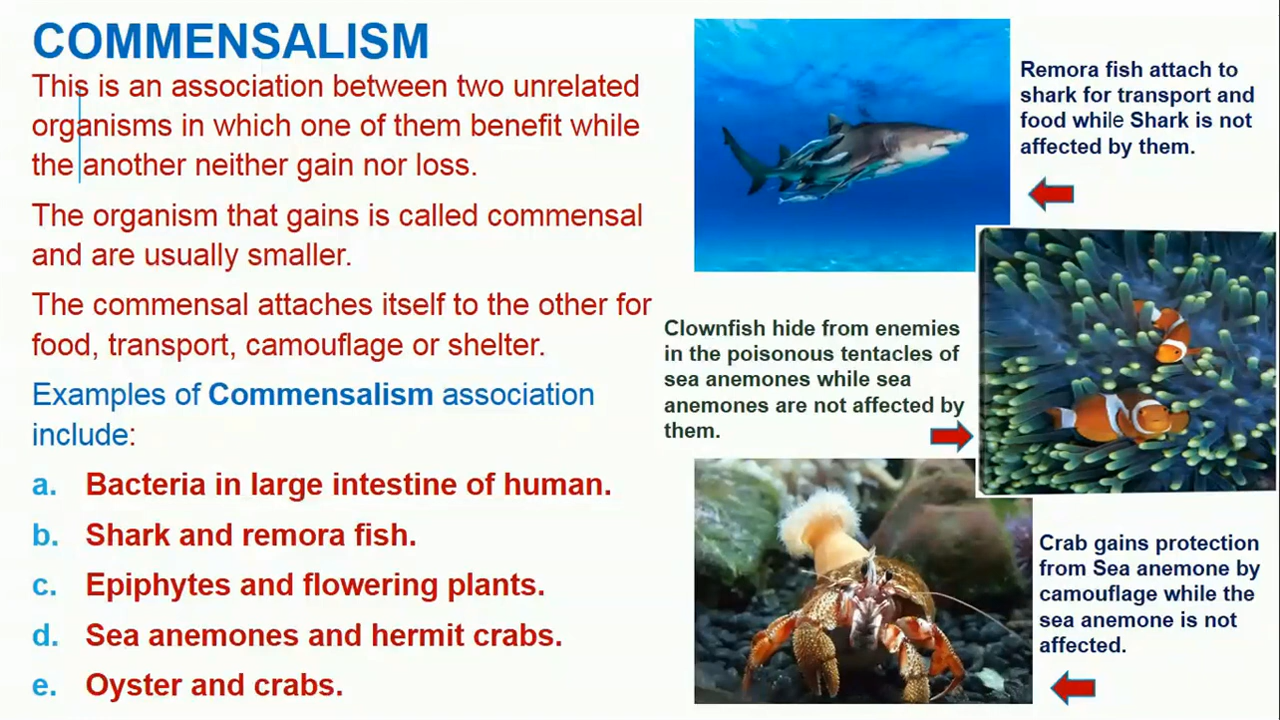 COMMENSALISM
This is an association between two unrelated
organisms in which one of them benefit while
the another neither gain nor loss.
The organism that gains is called commensal
and are usually smaller.
The commensal attaches itself to the other for
food, transport, camouflage or shelter.
Examples of Commensalism association
include:
a. Bacteria in large intestine of human.
b. Shark and remora fish.
c. Epiphytes and flowering plants.
d. Sea anemones and hermit crabs.
e. Oyster and crabs.
Remora fish attach to
shark for transport and
food while Shark is not
affected by them.
Clownfish hide from enemies
in the poisonous tentacles of
sea anemones while sea
anemones are not affected by
them.
Crab gains protection
from Sea anemone by
camouflage while the
sea anemone is not
affected.